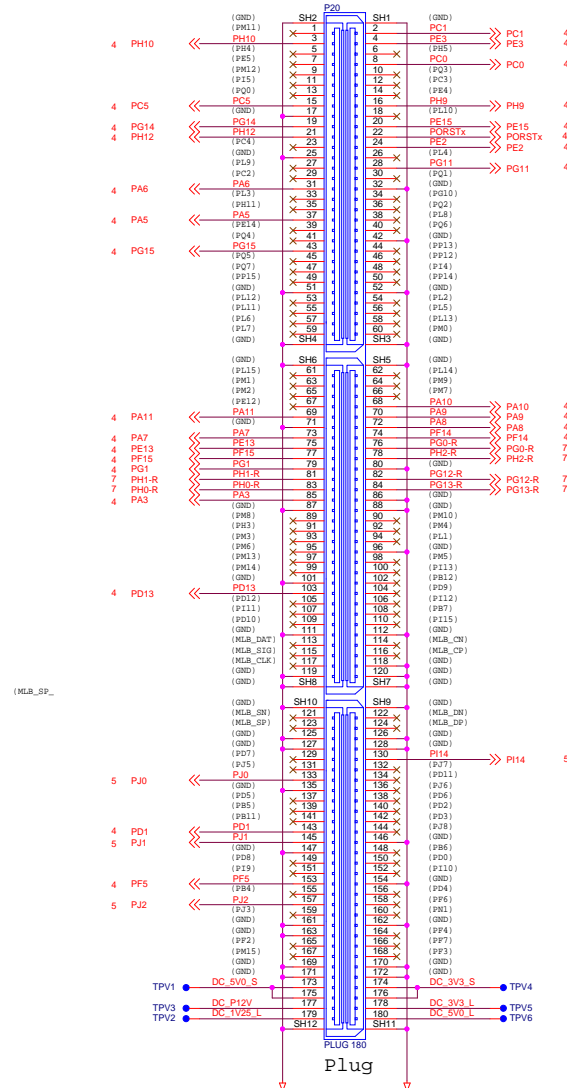 P20
(GND) SH2 SH1 (GND)
(PM11) 1 2 PC1 PC1 4
4 PH10 PH10 3 4 PE3 PE3 4
(PH4) 5 6 (PH5)
(PE5) 7 8 PC0 PC0 4
(PM12) 9 10 (PQ3)
(PI5) 11 12 (PC3)
(PQ0) 13 14 (PE4)
4 PC5 PC5 15 16 PH9 PH9 4
(GND) 17 18 (PL10)
4 PG14 PG14 19 20 PE15 PE15 4
4 PH12 PH12 21 22 PORSTx PORSTx 4
(PC4) 23 24 PE2 PE2 4
(GND) 25 26 (PL4)
(PL9) 27 28 PG11 PG11 4
(PC2) 29 30 (PQ1)
4 PA6 PA6 31 32 (GND)
(PL3) 33 34 (PG10)
(PH11) 35 36 (PQ2)
4 PA5 PA5 37 38 (PL8)
(PE14) 39 40 (PQ6)
(PQ4) 41 42 (GND)
4 PG15 PG15 43 44 (PP13)
(PQ5) 45 46 (PP12)
(PQ7) 47 48 (PI4)
(PP15) 49 50 (PP14)
(GND) 51 52 (GND)
(PL12) 53 54 (PL2)
(PL11) 55 56 (PL5)
(PL6) 57 58 (PL13)
(PL7) 59 60 (PM0)
(GND) SH4 SH3 (GND)
(GND) SH6 SH5 (GND)
(PL15) 61 62 (PL14)
(PM1) 63 64 (PM9)
(PM2) 65 66 (PM7)
(PE12) 67 68 PA10 PA10 4
4 PA11 PA11 69 70 PA9 PA9 4
(GND) 71 72 PA8 PA8 4
4 PA7 PA7 73 74 PF14 PF14 4
4 PE13 PE13 75 76 PG0-R PG0-R 7
4 PF15 PF15 77 78 PH2-R PH2-R 7
4 PG1 PG1 79 80 (GND)
7 PH1-R PH1-R 81 82 PG12-R PG12-R 7
7 PH0-R PH0-R 83 84 PG13-R PG13-R 7
4 PA3 PA3 85 86 (GND)
(GND) 87 88 (GND)
(PM8) 89 90 (PM10)
(PH3) 91 92 (PM4)
(PM3) 93 94 (PL1)
(PM6) 95 96 (GND)
(PM13) 97 98 (PM5)
(PM14) 99 100 (PI13)
(GND) 101 102 (PB12)
4 PD13 PD13 103 104 (PD9)
(PD12) 105 106 (PI12)
(PI11) 107 108 (PB7)
(PD10) 109 110 (PI15)
(GND) 111 112 (GND)
(MLB_DAT) 113 114 (MLB_CN)
(MLB_SIG) 115 116 (MLB_CP)
(MLB_CLK) 117 118 (GND)
(GND) 119 120 (GND)
(GND) SH8 SH7 (GND)
(MLB_SP_
(GND) SH10 SH9 (GND)
(MLB_SN) 121 122 (MLB_DN)
(MLB_SP) 123 124 (MLB_DP)
(GND) 125 126 (GND)
(GND) 127 128 (GND)
(PD7) 129 130 PI14 PI14 5
(PJ5) 131 132 (PJ7)
5 PJ0 PJ0 133 134 (PD11)
(GND) 135 136 (PJ6)
(PD5) 137 138 (PD6)
(PB5) 139 140 (PD2)
(PB11) 141 142 (PD3)
4 PD1 PD1 143 144 (PJ8)
5 PJ1 PJ1 145 146 (GND)
(GND) 147 148 (PB6)
(PD8) 149 150 (PD0)
(PI9) 151 152 (PI10)
4 PF5 PF5 153 154 (GND)
(PB4) 155 156 (PD4)
5 PJ2 PJ2 157 158 (PF6)
(PJ3) 159 160 (PN1)
(GND) 161 162 (GND)
(GND) 163 164 (PF4)
(PF2) 165 166 (PF7)
(PM15) 167 168 (PF3)
(GND) 169 170 (GND)
(GND) 171 172 (GND)
TPV1 DC_5V0_S 173 174 DC_3V3_S TPV4
175 176
TPV3 DC_P12V 177 178 DC_3V3_L TPV5
TPV2 DC_1V25_L 179 180 DC_5V0_L TPV6
SH12 SH11
PLUG 180
Plug